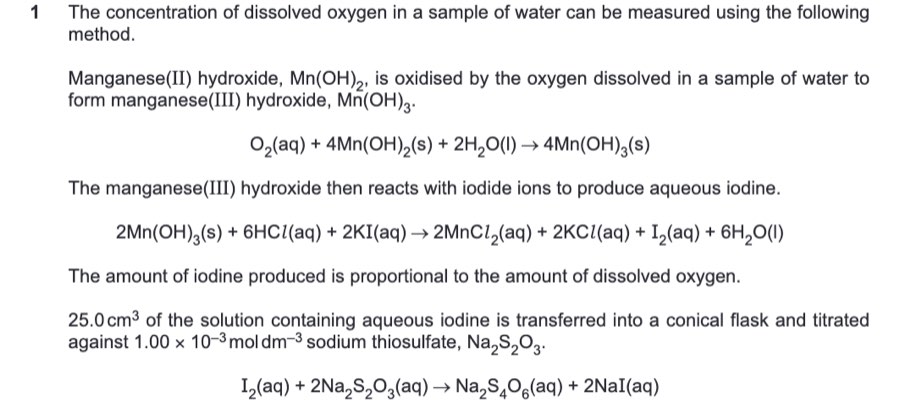 1 The concentration of dissolved oxygen in a sample of water can be measured using the following
method.
Manganese(II) hydroxide, Mn(OH)₂, is oxidised by the oxygen dissolved in a sample of water to
form manganese(III) hydroxide, Mn(OH)₃.
O₂(aq) + 4Mn(OH)₂(s) + 2H₂O(l) → 4Mn(OH)₃(s)
The manganese(III) hydroxide then reacts with iodide ions to produce aqueous iodine.
2Mn(OH)₃(s) + 6HCl(aq) + 2KI(aq) → 2MnCl₂(aq) + 2KCl(aq) + I₂(aq) + 6H₂O(l)
The amount of iodine produced is proportional to the amount of dissolved oxygen.
25.0 cm³ of the solution containing aqueous iodine is transferred into a conical flask and titrated
against 1.00 × 10⁻³ mol dm⁻³ sodium thiosulfate, Na₂S₂O₃.
I₂(aq) + 2Na₂S₂O₃(aq) → Na₂S₄O₆(aq) + 2NaI(aq)